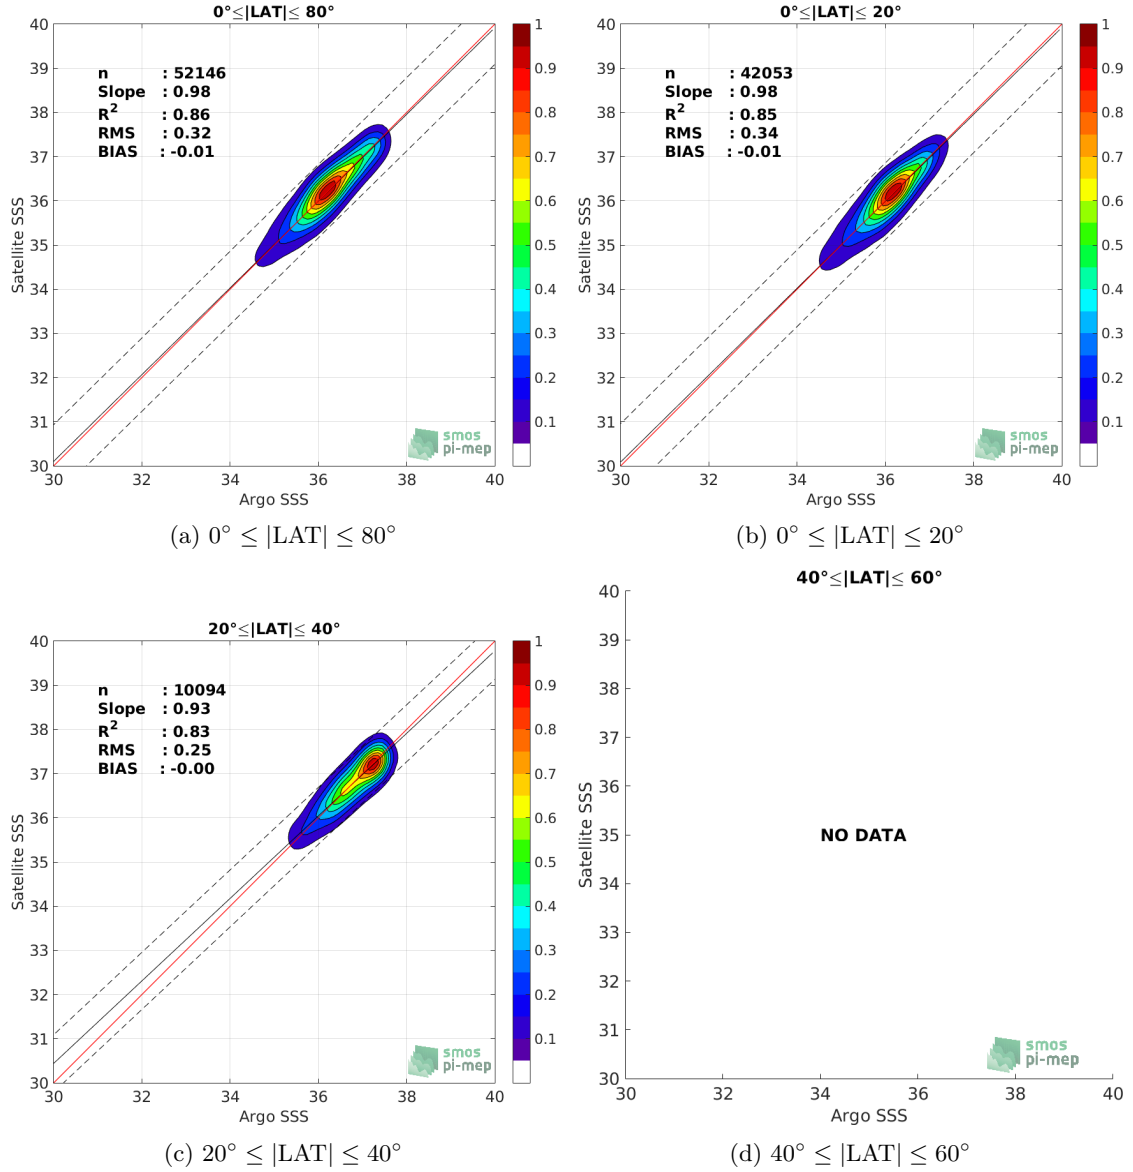 0°≤|LAT|≤ 80°
40
39
38
37
36
35
34
33
32
31
30
30
32
34
36
38
40
Satellite SSS
Argo SSS
n : 52146
Slope : 0.98
R² : 0.86
RMS : 0.32
BIAS : -0.01
1
0.9
0.8
0.7
0.6
0.5
0.4
0.3
0.2
0.1
smos
pi-mep
(a) 0° ≤ |LAT| ≤ 80°
0°≤|LAT|≤ 20°
40
39
38
37
36
35
34
33
32
31
30
30
32
34
36
38
40
Satellite SSS
Argo SSS
n : 42053
Slope : 0.98
R² : 0.85
RMS : 0.34
BIAS : -0.01
1
0.9
0.8
0.7
0.6
0.5
0.4
0.3
0.2
0.1
smos
pi-mep
(b) 0° ≤ |LAT| ≤ 20°
20°≤|LAT|≤ 40°
40
39
38
37
36
35
34
33
32
31
30
30
32
34
36
38
40
Satellite SSS
Argo SSS
n : 10094
Slope : 0.93
R² : 0.83
RMS : 0.25
BIAS : -0.00
1
0.9
0.8
0.7
0.6
0.5
0.4
0.3
0.2
0.1
smos
pi-mep
(c) 20° ≤ |LAT| ≤ 40°
40°≤|LAT|≤ 60°
40
39
38
37
36
35
34
33
32
31
30
30
32
34
36
38
40
Satellite SSS
Argo SSS
NO DATA
smos
pi-mep
(d) 40° ≤ |LAT| ≤ 60°